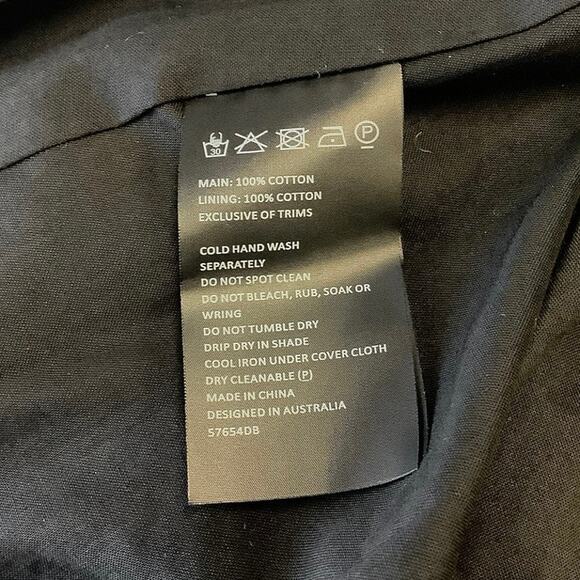 30
P
MAIN: 100% COTTON
LINING: 100% COTTON
EXCLUSIVE OF TRIMS
COLD HAND WASH
SEPARATELY
DO NOT SPOT CLEAN
DO NOT BLEACH, RUB, SOAK OR
WRING
DO NOT TUMBLE DRY
DRIP DRY IN SHADE
COOL IRON UNDER COVER CLOTH
DRY CLEANABLE (P)
MADE IN CHINA
DESIGNED IN AUSTRALIA
57654DB